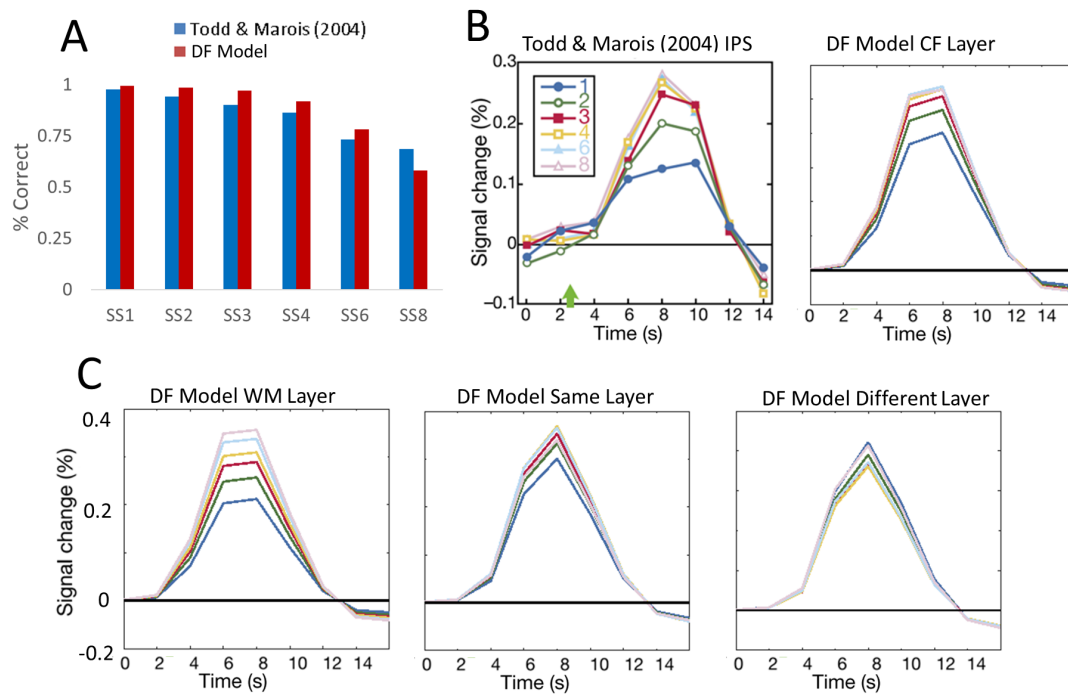 A
Todd & Marois (2004)
DF Model
% Correct
1
0.75
0.5
0.25
0
SS1 SS2 SS3 SS4 SS6 SS8
B
Todd & Marois (2004) IPS
Signal change (%)
0.3
0.2
0.1
0
–0.1
1
2
3
4
6
8
0 2 4 6 8 10 12 14
Time (s)
DF Model CF Layer
0 2 4 6 8 10 12 14
Time (s)
C
DF Model WM Layer
Signal change (%)
0.4
0.2
0
-0.2
0 2 4 6 8 10 12 14
Time (s)
DF Model Same Layer
0 2 4 6 8 10 12 14
Time (s)
DF Model Different Layer
0 2 4 6 8 10 12 14
Time (s)